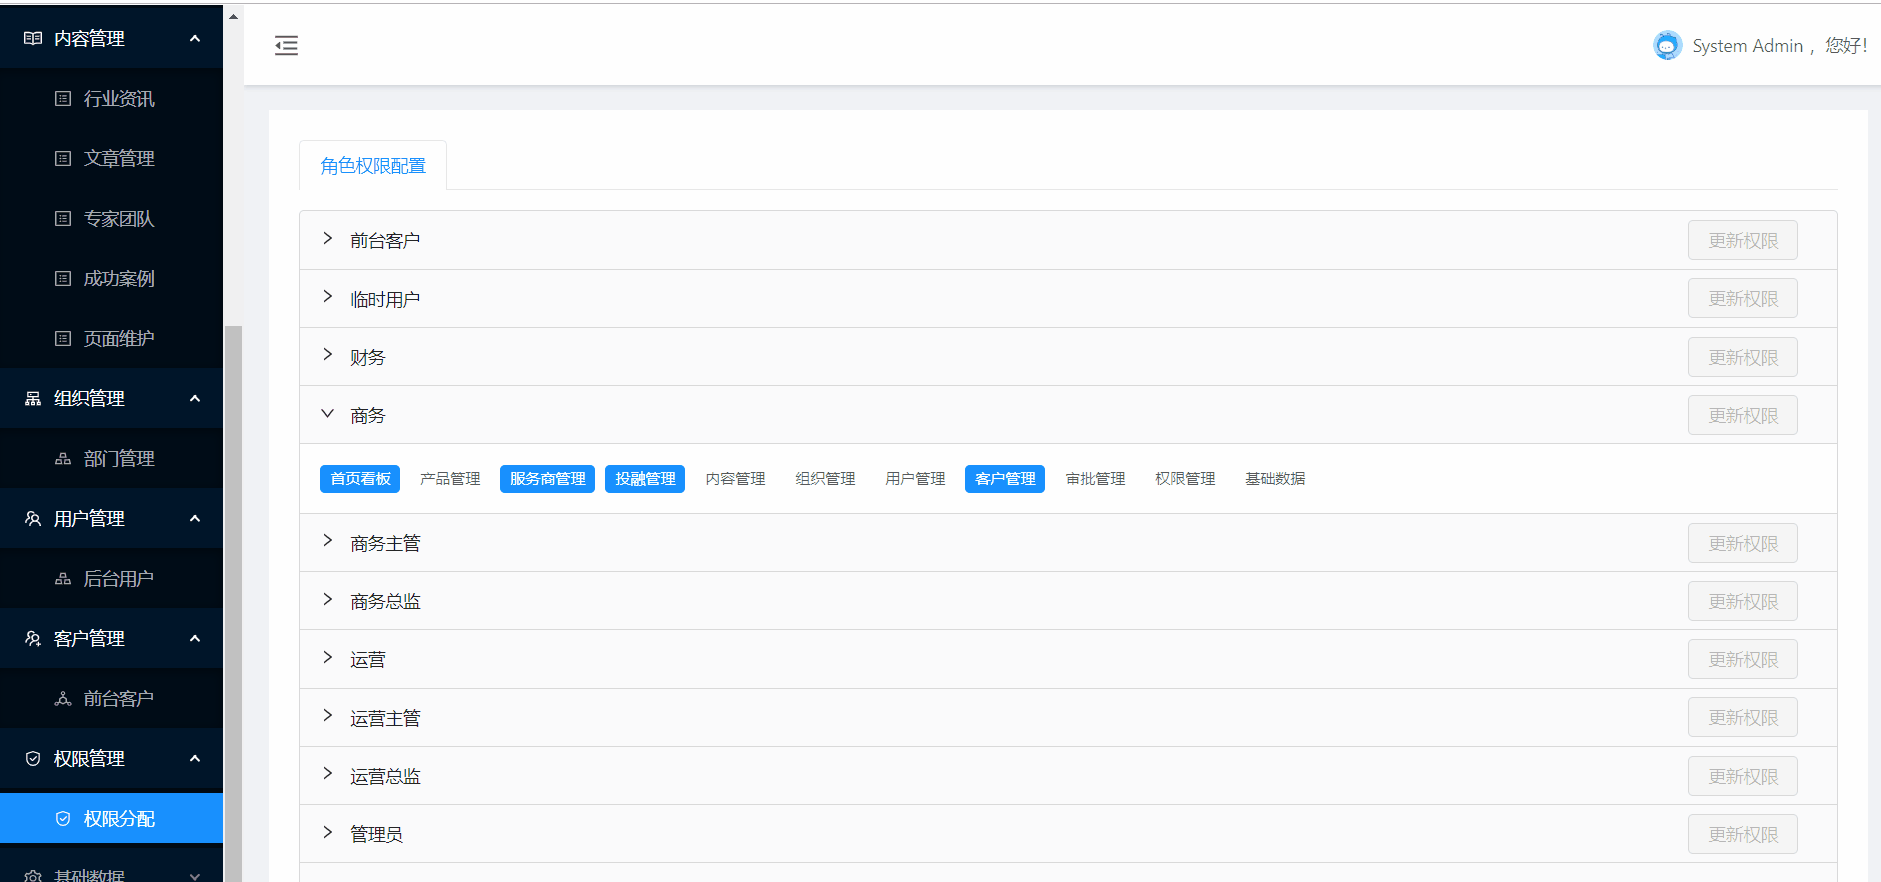 内容管理
行业资讯
文章管理
专家团队
成功案例
页面维护
组织管理
部门管理
用户管理
后台用户
客户管理
前台客户
权限管理
权限分配
基础数据
System Admin ，您好!
角色权限配置
前台客户 更新权限
临时用户 更新权限
财务 更新权限
商务 更新权限
首页看板 产品管理 服务商管理 投融管理 内容管理 组织管理 用户管理 客户管理 审批管理 权限管理 基础数据
商务主管 更新权限
商务总监 更新权限
运营 更新权限
运营主管 更新权限
运营总监 更新权限
管理员 更新权限